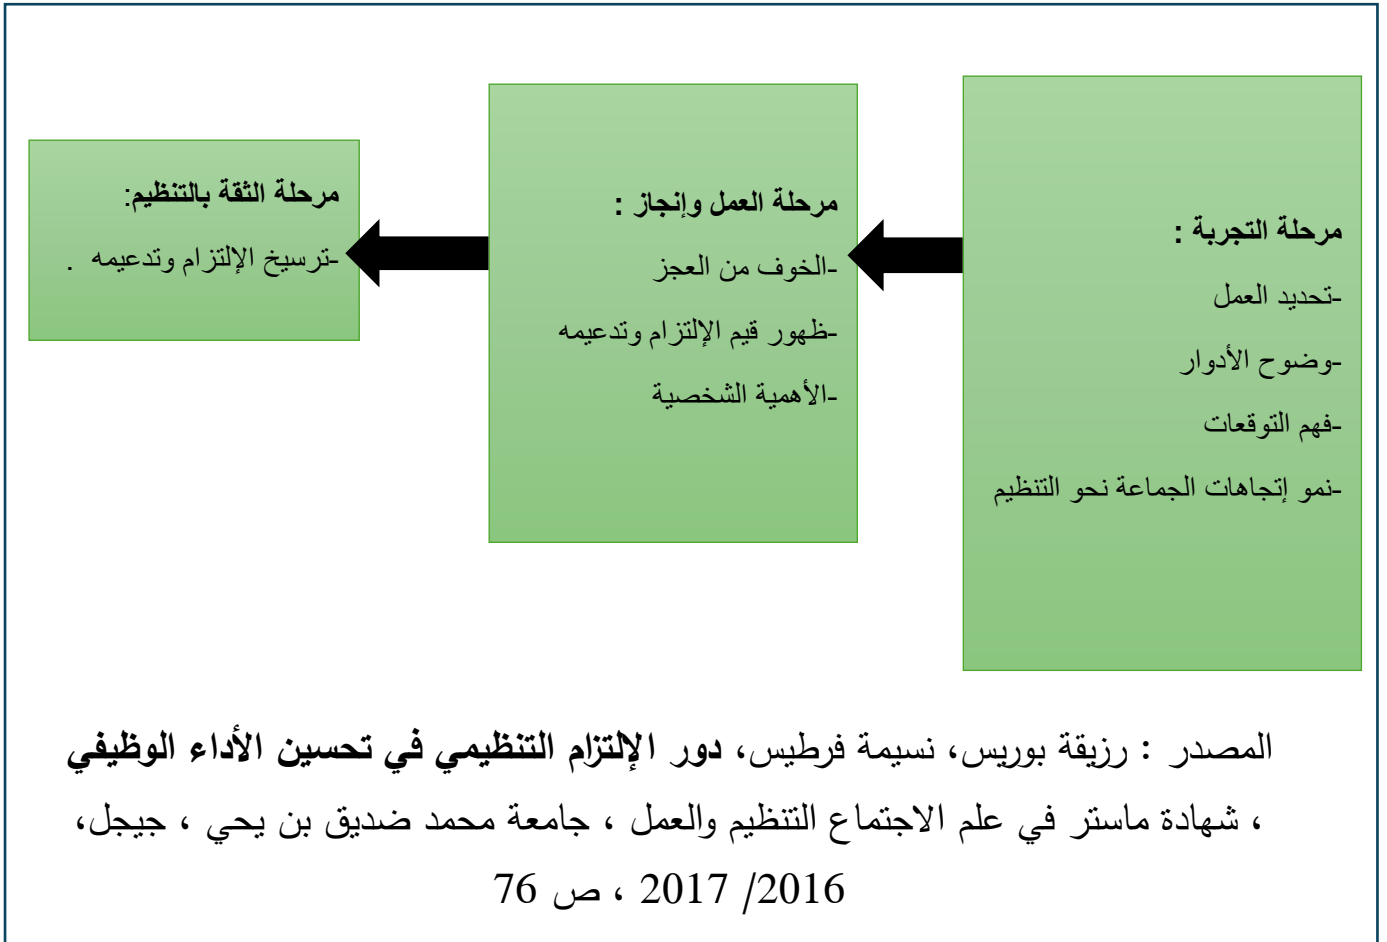 مرحلة التجربة :
-تحديد العمل
-وضوح الأدوار
-فهم التوقعات
-نمو إتجاهات الجماعة نحو التنظيم
مرحلة العمل وإنجاز :
-الخوف من العجز
-ظهور قيم الإلتزام وتدعيمه
-الأهمية الشخصية
مرحلة الثقة بالتنظيم:
-ترسيخ الإلتزام وتدعيمه .
المصدر : رزيقة بوريس، نسيمة فرطيس، دور الإلتزام التنظيمي في تحسين الأداء الوظيفي
، شهادة ماستر في علم الاجتماع التنظيم والعمل ، جامعة محمد ضديق بن يحي ، جيجل،
2016/ 2017 ، ص 76